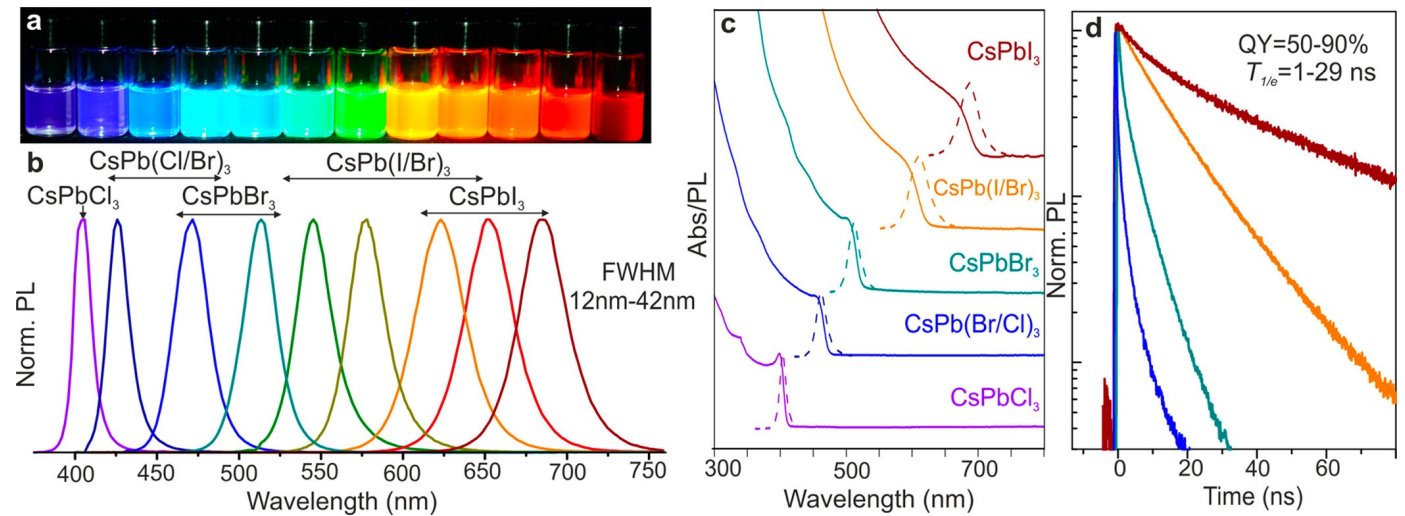 a
b
CsPb(Cl/Br)₃
CsPb(I/Br)₃
CsPbCl₃
CsPbBr₃
CsPbI₃
FWHM
12nm-42nm
Norm. PL
400 450 500 550 600 650 700 750
Wavelength (nm)
c
CsPbI₃
CsPb(I/Br)₃
CsPbBr₃
CsPb(Br/Cl)₃
CsPbCl₃
Abs/PL
300 500 700
Wavelength (nm)
d
QY=50-90%
T1/e=1-29 ns
Norm. PL
0 20 40 60
Time (ns)